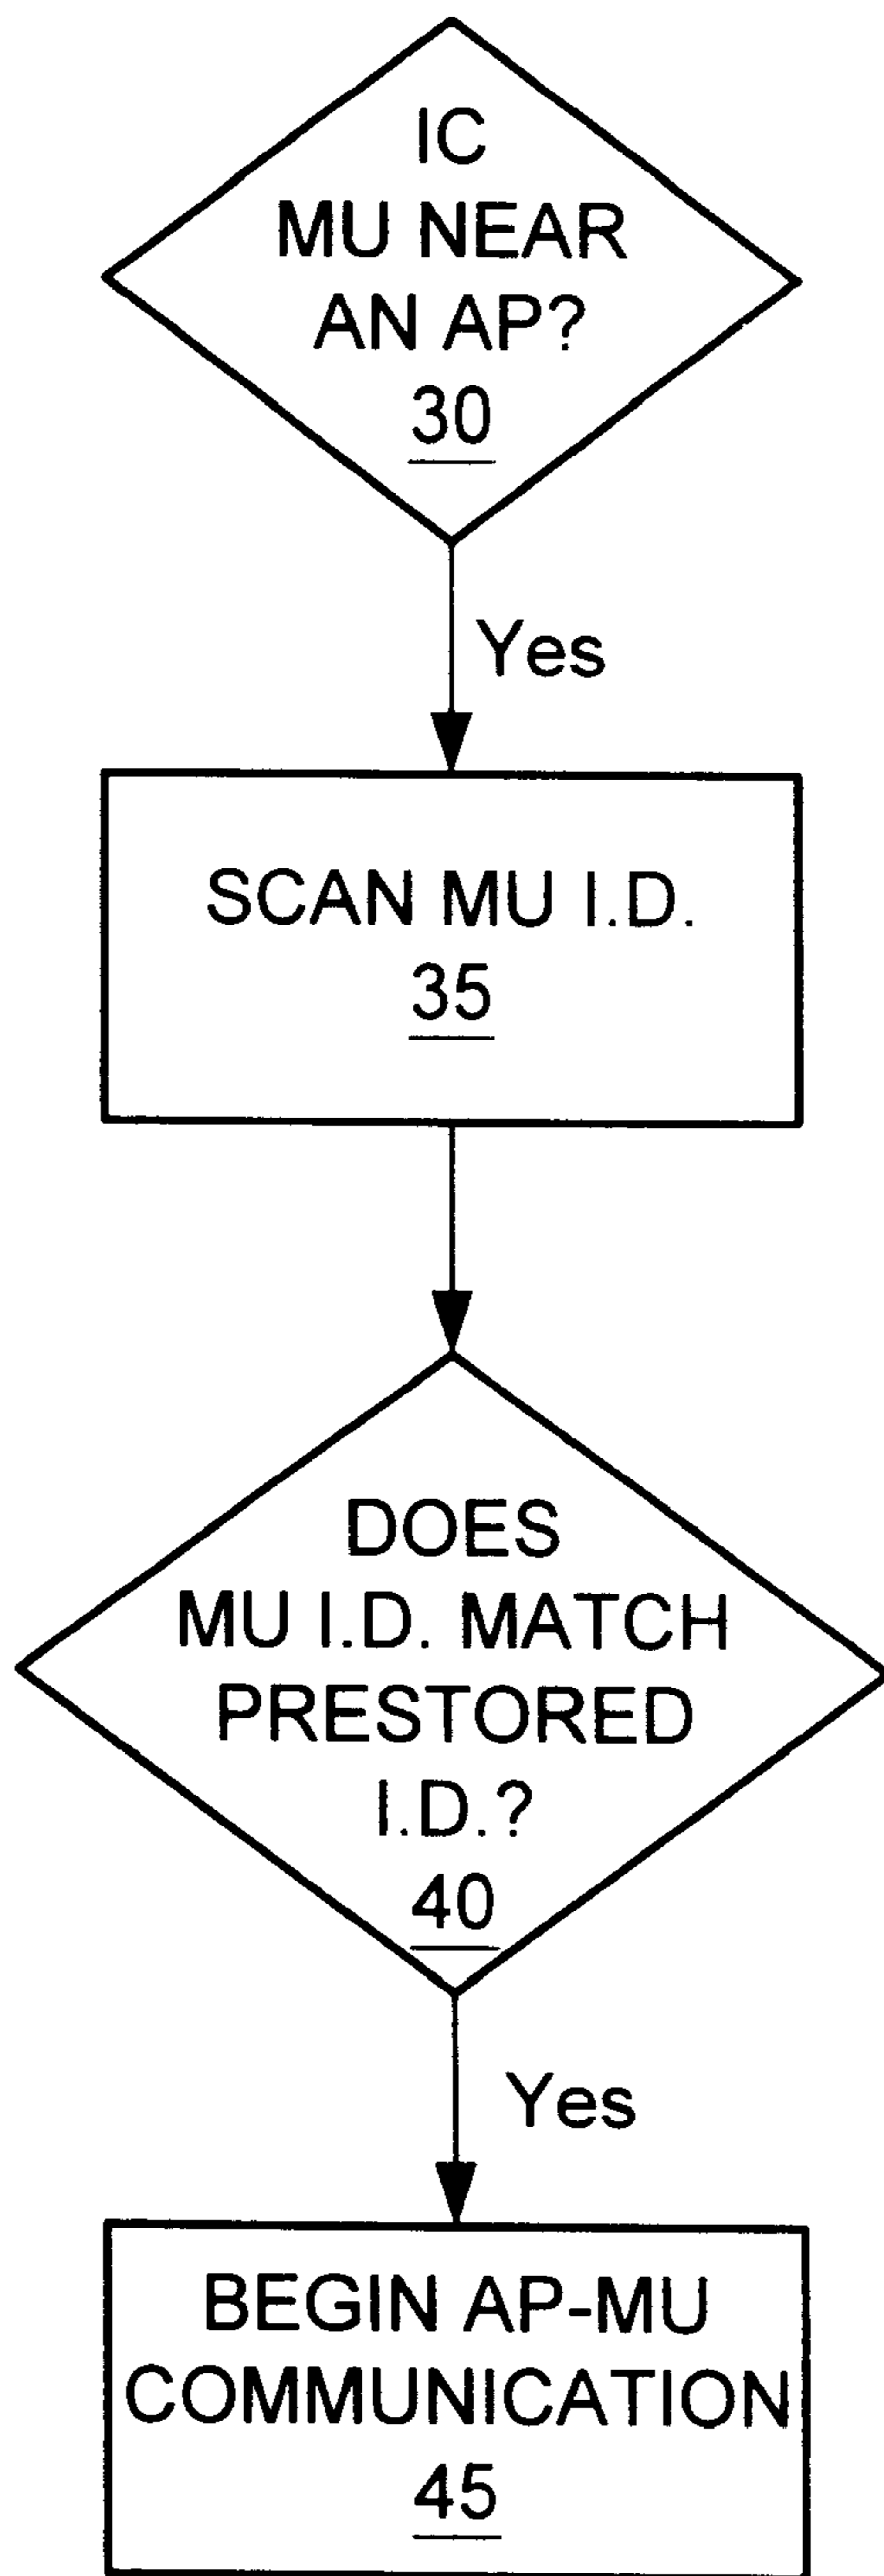 IC
MU NEAR
AN AP?
30
Yes
SCAN MU I.D.
35
DOES
MU I.D. MATCH
PRESTORED
I.D.?
40
Yes
BEGIN AP-MU
COMMUNICATION
45